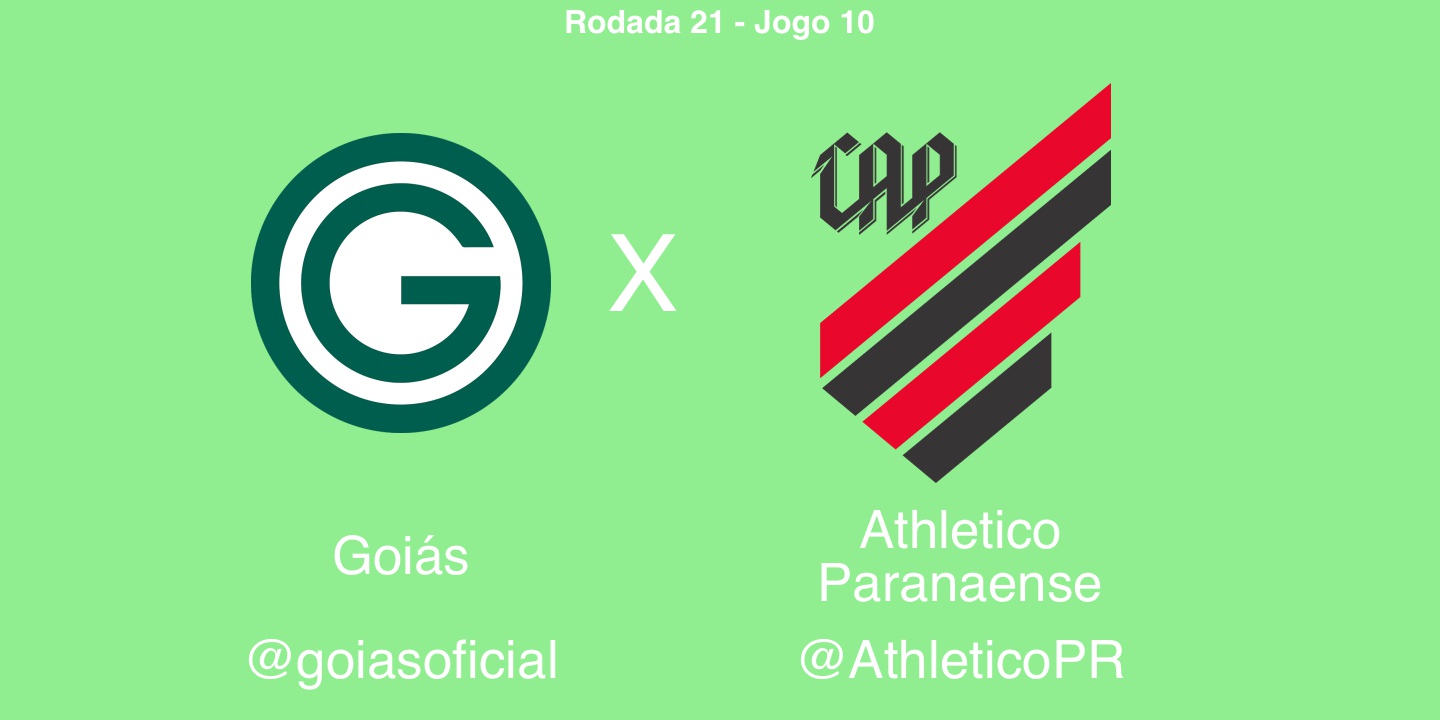 Rodada 21 - Jogo 10
G
CAP
X
Goiás
Athletico
Paranaense
@goiasoficial
@AthleticoPR